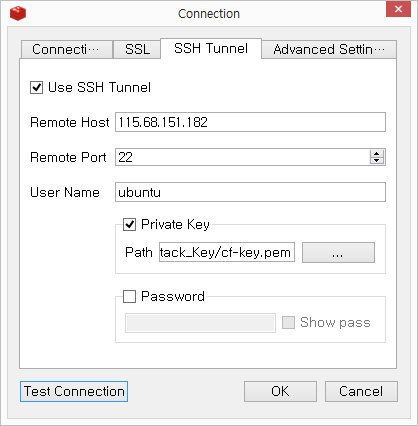 Connection
Connecti… SSL SSH Tunnel Advanced Settin…
Use SSH Tunnel
Remote Host 115.68.151.182
Remote Port 22
User Name ubuntu
Private Key
Path tack_Key/cf-key.pem ...
Password
Show pass
Test Connection OK Cancel